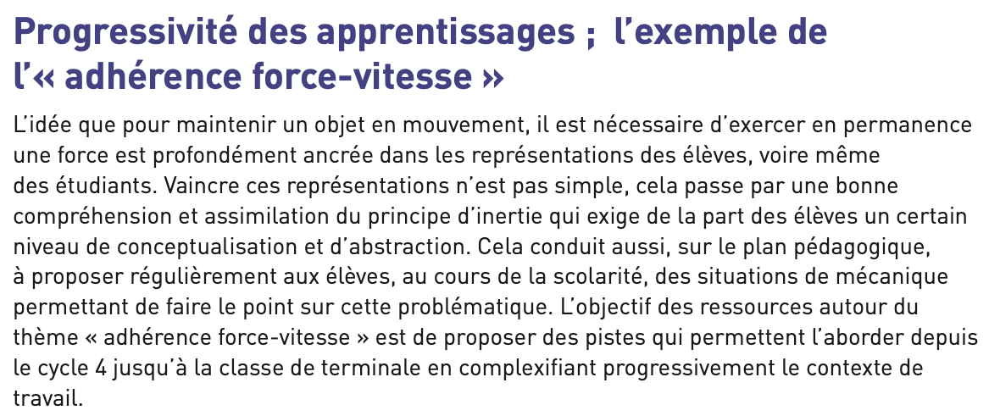 Progressivité des apprentissages ;  l’exemple de
l’« adhérence force-vitesse »
L’idée que pour maintenir un objet en mouvement, il est nécessaire d’exercer en permanence
une force est profondément ancrée dans les représentations des élèves, voire même
des étudiants. Vaincre ces représentations n’est pas simple, cela passe par une bonne
compréhension et assimilation du principe d’inertie qui exige de la part des élèves un certain
niveau de conceptualisation et d’abstraction. Cela conduit aussi, sur le plan pédagogique,
à proposer régulièrement aux élèves, au cours de la scolarité, des situations de mécanique
permettant de faire le point sur cette problématique. L’objectif des ressources autour du
thème « adhérence force-vitesse » est de proposer des pistes qui permettent l’aborder depuis
le cycle 4 jusqu’à la classe de terminale en complexifiant progressivement le contexte de
travail.